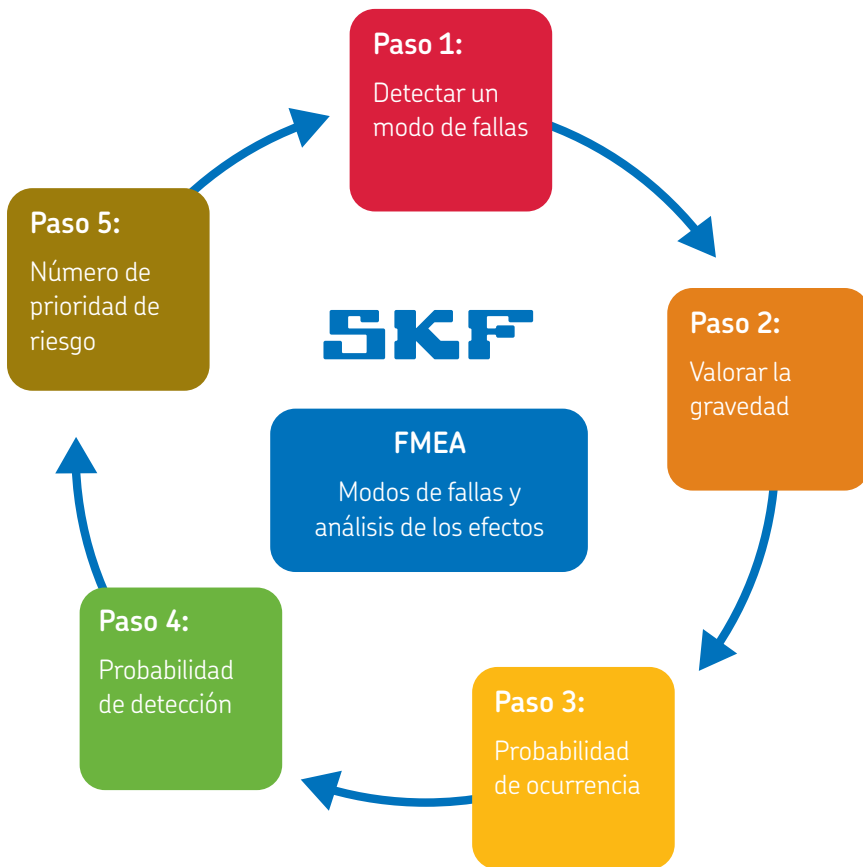 Paso 1:
Detectar un
modo de fallas
Paso 2:
Valorar la
gravedad
Paso 3:
Probabilidad
de ocurrencia
Paso 4:
Probabilidad
de detección
Paso 5:
Número de
prioridad de
riesgo
SKF
FMEA
Modos de fallas y
análisis de los efectos